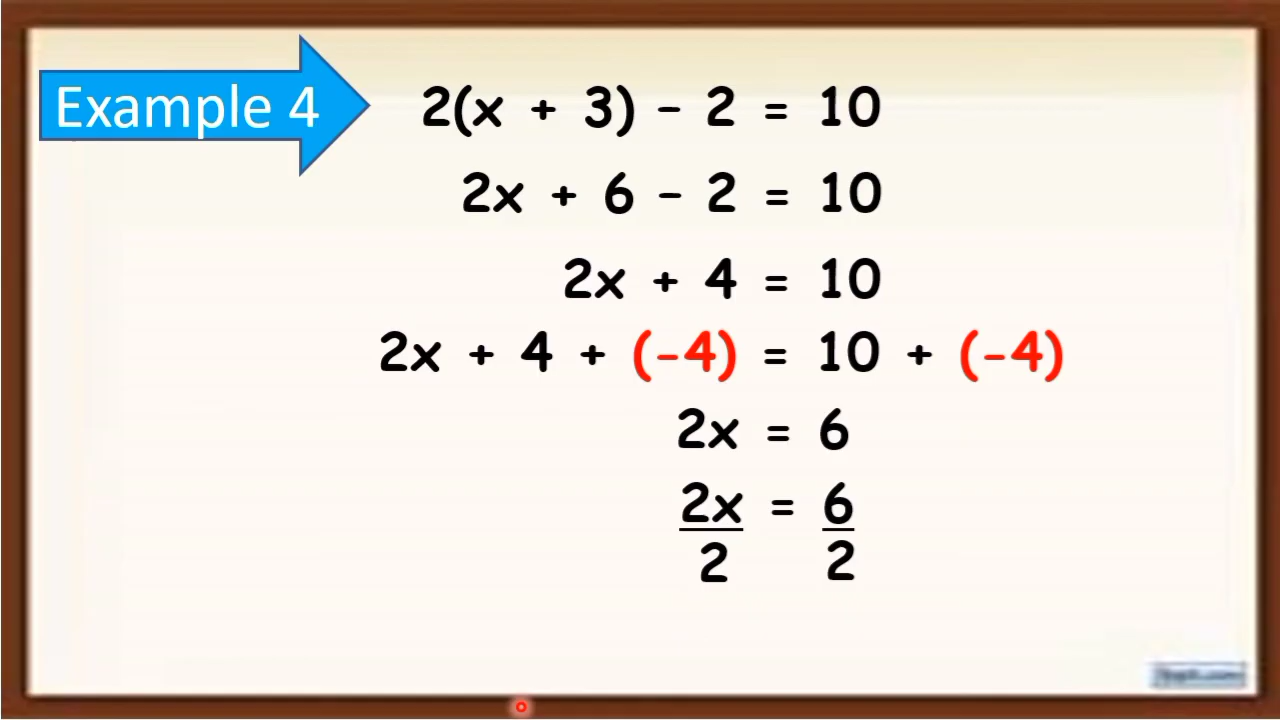 Example 4
2(x + 3) – 2 = 10
2x + 6 – 2 = 10
2x + 4 = 10
2x + 4 + (–4) = 10 + (–4)
2x = 6
2x = 6
2 2